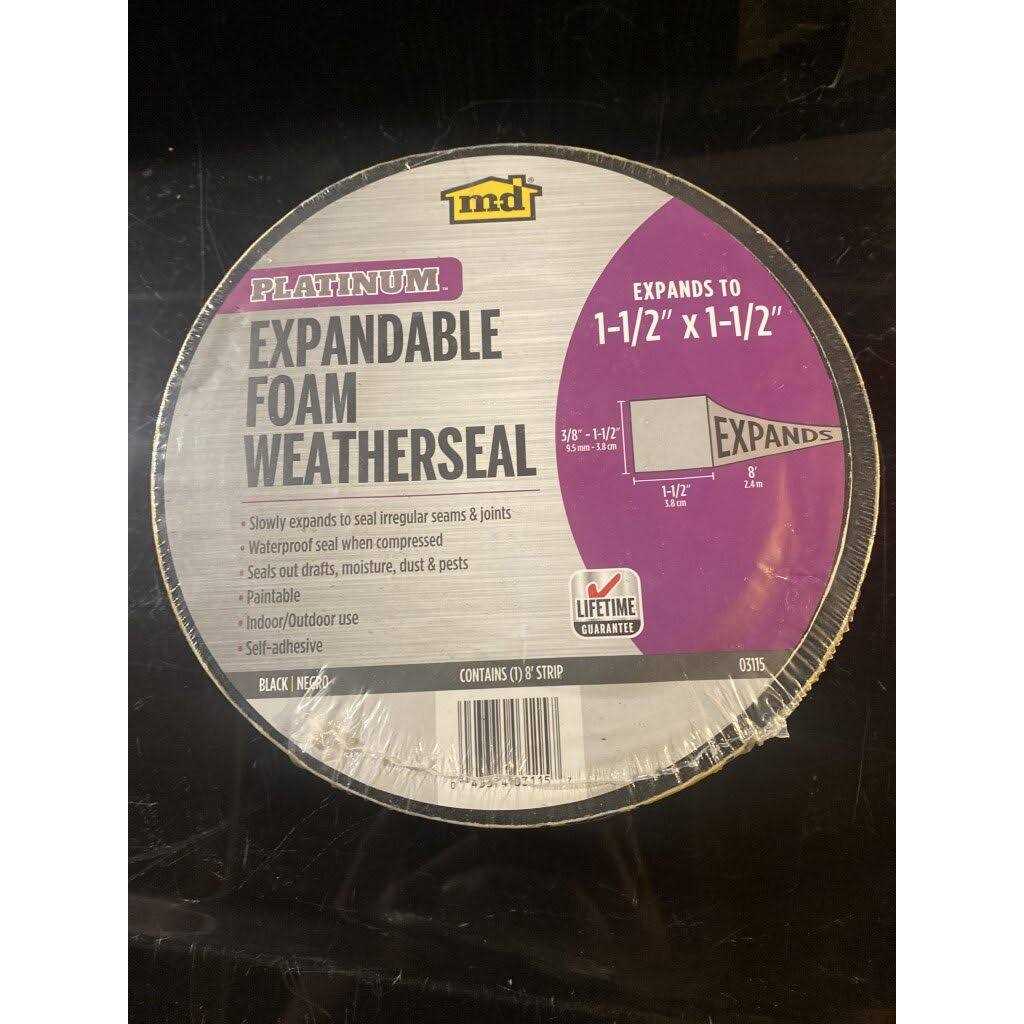 md®
PLATINUM™
EXPANDABLE
FOAM
WEATHERSEAL
• Slowly expands to seal irregular seams & joints
• Waterproof seal when compressed
• Seals out drafts, moisture, dust & pests
• Paintable
• Indoor/Outdoor use
• Self-adhesive
EXPANDS TO
1-1/2" x 1-1/2"
3/8" - 1-1/2"
9.5 mm - 3.8 cm
EXPANDS
8'
2.4 m
1-1/2"
3.8 cm
LIFETIME
GUARANTEE
BLACK | NEGRO
CONTAINS (1) 8' STRIP
03115